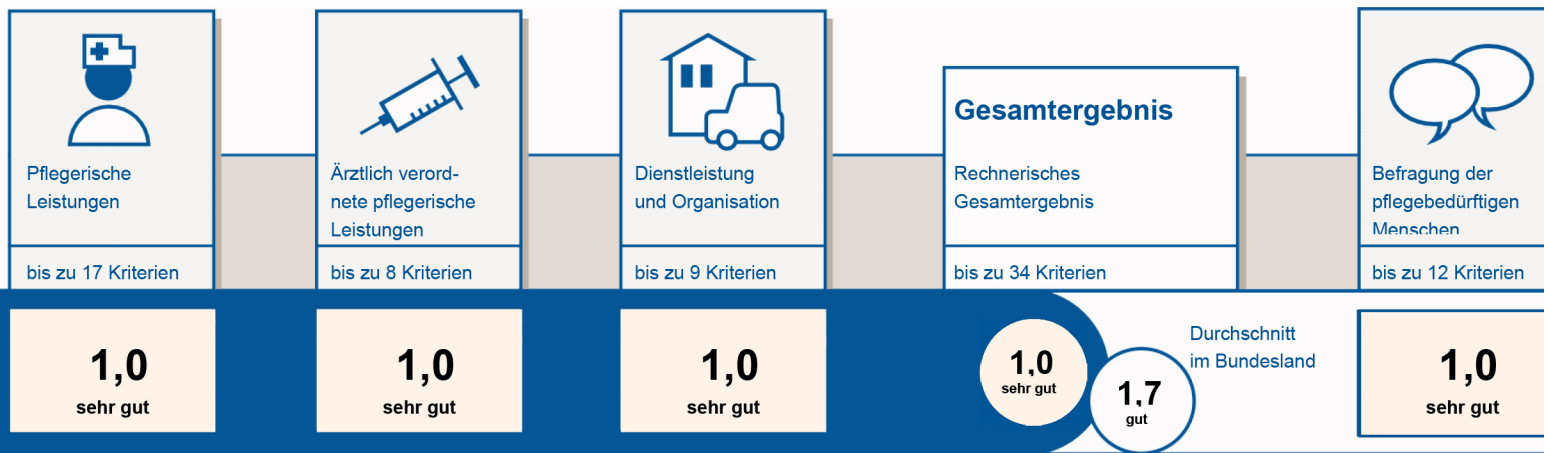 Pflegerische
Leistungen
bis zu 17 Kriterien
1,0
sehr gut
Ärztlich verord-
nete pflegerische
Leistungen
bis zu 8 Kriterien
1,0
sehr gut
Dienstleistung
und Organisation
bis zu 9 Kriterien
1,0
sehr gut
Gesamtergebnis
Rechnerisches
Gesamtergebnis
bis zu 34 Kriterien
1,0
sehr gut
1,7
gut
Durchschnitt
im Bundesland
Befragung der
pflegebedürftigen
Menschen
bis zu 12 Kriterien
1,0
sehr gut